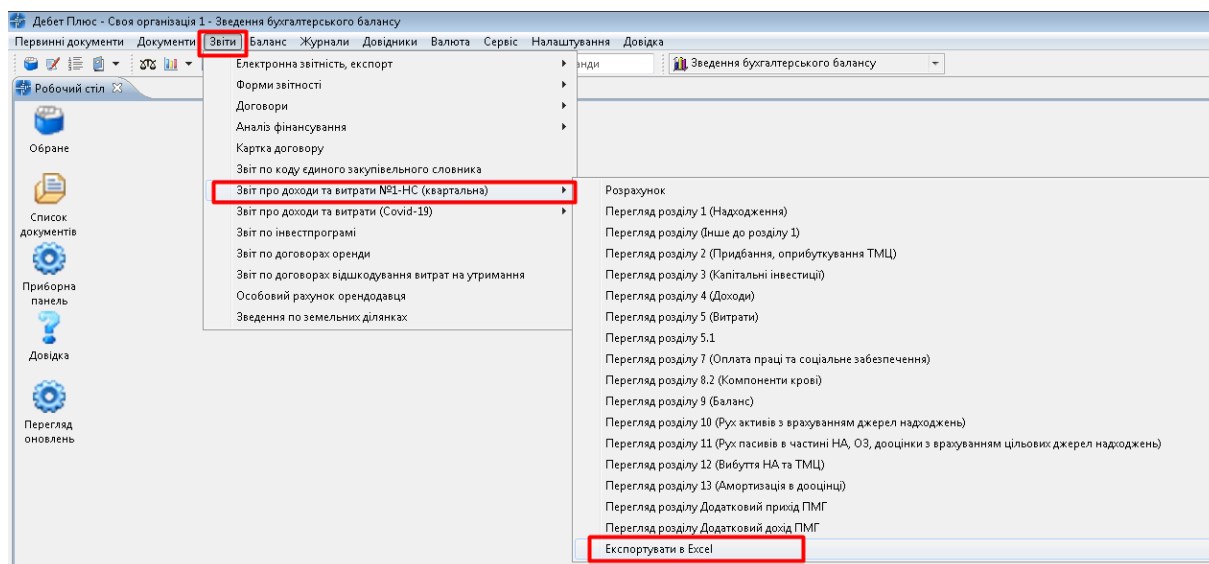 Дебет Плюс - Своя організація 1 - Зведення бухгалтерського балансу
Первинні документи Документи Звіти Баланс Журнали Довідники Валюта Сервіс Налаштування Довідка
анди Зведення бухгалтерського балансу
Робочий стіл
Обране
Список
документів
Приборна
панель
Довідка
Перегляд
оновлень
Електронна звітність, експорт
Форми звітності
Договори
Аналіз фінансування
Картка договору
Звіт по коду єдиного закупівельного словника
Звіт про доходи та витрати №1-НС (квартальна)
Звіт про доходи та витрати (Covid-19)
Звіт по інвестпрограмі
Звіт по договорах оренди
Звіт по договорах відшкодування витрат на утримання
Особовий рахунок орендодавця
Зведення по земельних ділянках
Розрахунок
Перегляд розділу 1 (Надходження)
Перегляд розділу (Інше до розділу 1)
Перегляд розділу 2 (Придбання, оприбуткування ТМЦ)
Перегляд розділу 3 (Капітальні інвестиції)
Перегляд розділу 4 (Доходи)
Перегляд розділу 5 (Витрати)
Перегляд розділу 5.1
Перегляд розділу 7 (Оплата праці та соціальне забезпечення)
Перегляд розділу 8.2 (Компоненти крові)
Перегляд розділу 9 (Баланс)
Перегляд розділу 10 (Рух активів з врахуванням джерел надходжень)
Перегляд розділу 11 (Рух пасивів в частині НА, ОЗ, дооцінки з врахуванням цільових джерел надходжень)
Перегляд розділу 12 (Вибуття НА та ТМЦ)
Перегляд розділу 13 (Амортизація в дооцінці)
Перегляд розділу Додатковий прихід ПМГ
Перегляд розділу Додатковий дохід ПМГ
Експортувати в Excel